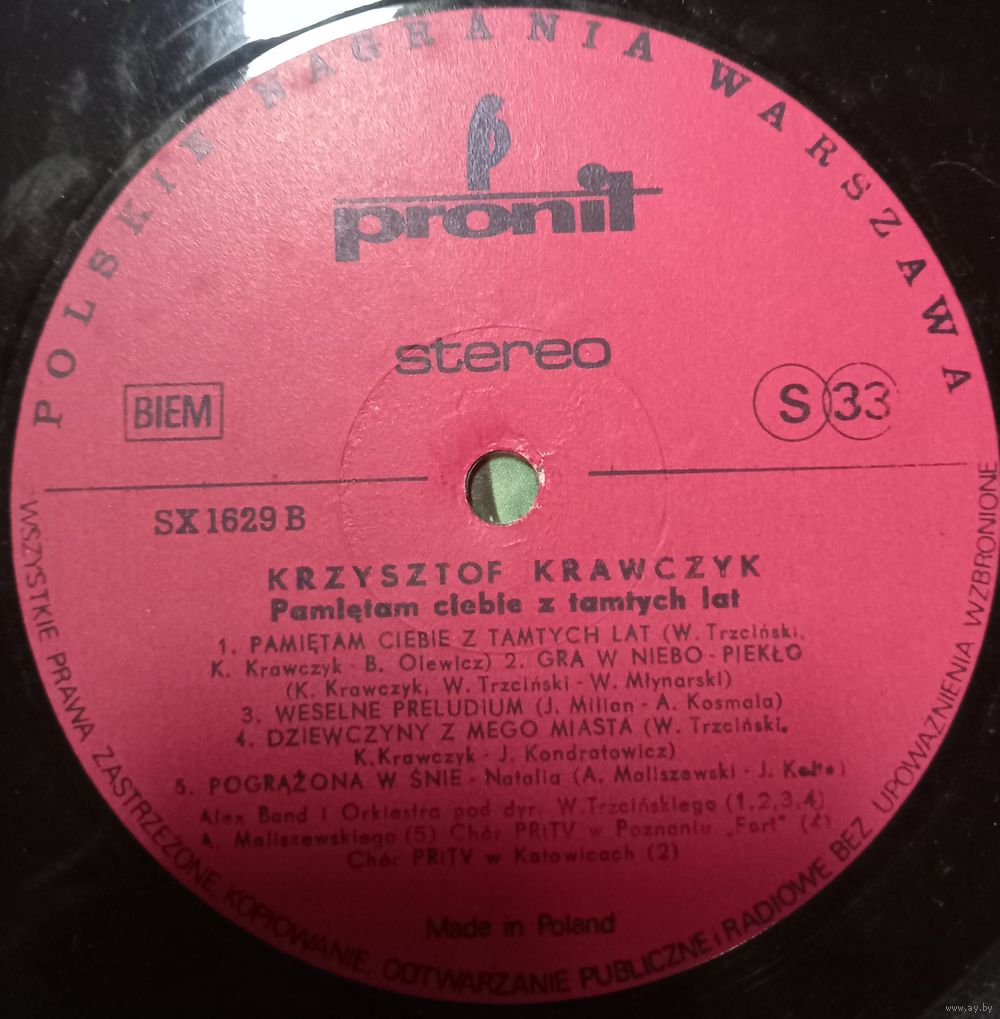 POLSKIE NAGRANIA WARSZAWA
pronit
stereo
BIEM
S 33
SX 1629 B
KRZYSZTOF KRAWCZYK
Pamiętam ciebie z tamtych lat
1. PAMIĘTAM CIEBIE Z TAMTYCH LAT (W. Trzciński,
K. Krawczyk - B. Olewicz) 2. GRA W NIEBO - PIEKŁO
(K. Krawczyk, W. Trzciński - W. Młynarski)
3. WESELNE PRELUDIUM (J. Milian - A. Kosmala)
4. DZIEWCZYNY Z MEGO MIASTA (W. Trzciński,
K. Krawczyk - J. Kondratowicz)
5. POGRĄŻONA W ŚNIE - Natalia (A. Maliszewski - J.
Alex Band i Orkiestra pod dyr. W. Trzcińskiego (1,2,3,4)
A. Maliszewskiego (5) Chór PRiTV w Poznaniu „Fart" (4)
Chór PRiTV w Katowicach (2)
Made in Poland
WSZYSTKIE PRAWA ZASTRZEŻONE, KOPIOWANIE, ODTWARZANIE PUBLICZNE i RADIOWE BEZ UPOWAŻNIENIA WZBRONIONE
www.ay.by